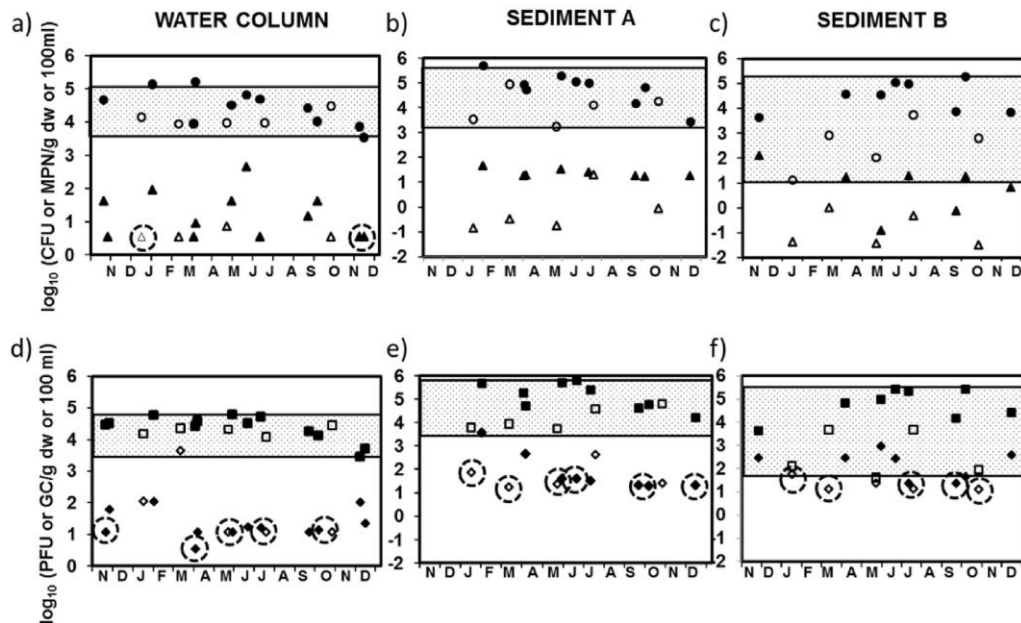 WATER COLUMN
SEDIMENT A
SEDIMENT B
a)
b)
c)
log10 (CFU or MPN/g dw or 100ml)
6
5
4
3
2
1
0
N D J F M A M J J A S O N D
6
5
4
3
2
1
0
-1
-2
N D J F M A M J J A S O N D
6
5
4
3
2
1
0
-1
-2
N D J F M A M J J A S O N D
d)
e)
f)
log10 (PFU or GC/g dw or 100 ml)
6
5
4
3
2
1
0
N D J F M A M J J A S O N D
6
5
4
3
2
1
0
-1
-2
N D J F M A M J J A S O N D
6
5
4
3
2
1
0
-1
-2
N D J F M A M J J A S O N D